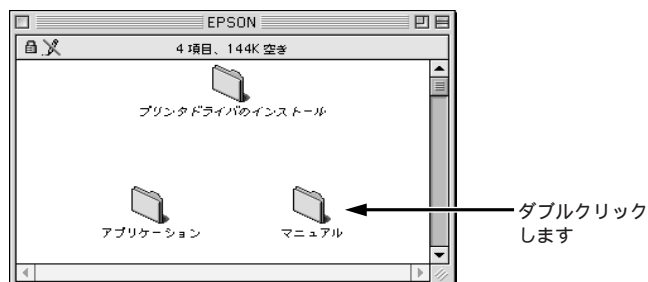 EPSON
4項目、144K 空き
プリンタドライバのインストール
アプリケーション
マニュアル
ダブルクリック
します